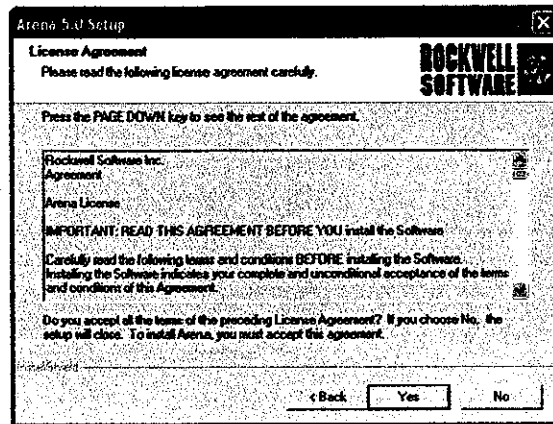 Arena 5.0 Setup
License Agreement
Please read the following license agreement carefully.
ROCKWELL
SOFTWARE
Press the PAGE DOWN key to see the rest of the agreement.
Rockwell Software Inc.
Agreement
Arena License
IMPORTANT: READ THIS AGREEMENT BEFORE YOU install the Software
Carefully read the following terms and conditions BEFORE installing the Software.
Installing the Software indicates your complete and unconditional acceptance of the terms
and conditions of this Agreement.
Do you accept all the terms of the preceding License Agreement? If you choose No, the
setup will close. To install Arena, you must accept this agreement.
InstallShield
< Back
Yes
No